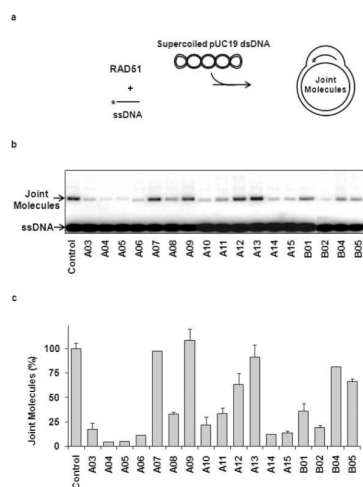 a
Supercoiled pUC19 dsDNA
RAD51
+
*
ssDNA
Joint
Molecules
b
Joint
Molecules
ssDNA
Control
A03
A04
A05
A06
A07
A08
A09
A10
A11
A12
A13
A14
A15
B01
B02
B04
B05
c
Joint Molecules (%)
100
75
50
25
0
Control
A03
A04
A05
A06
A07
A08
A09
A10
A11
A12
A13
A14
A15
B01
B02
B04
B05